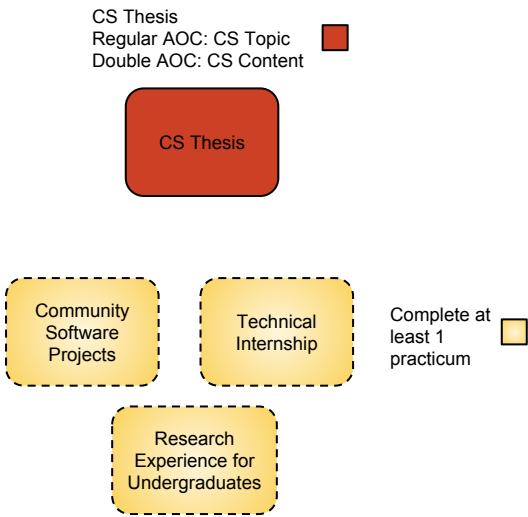 CS Thesis
Regular AOC: CS Topic
Double AOC: CS Content
CS Thesis
Community
Software
Projects
Technical
Internship
Complete at
least 1
practicum
Research
Experience for
Undergraduates